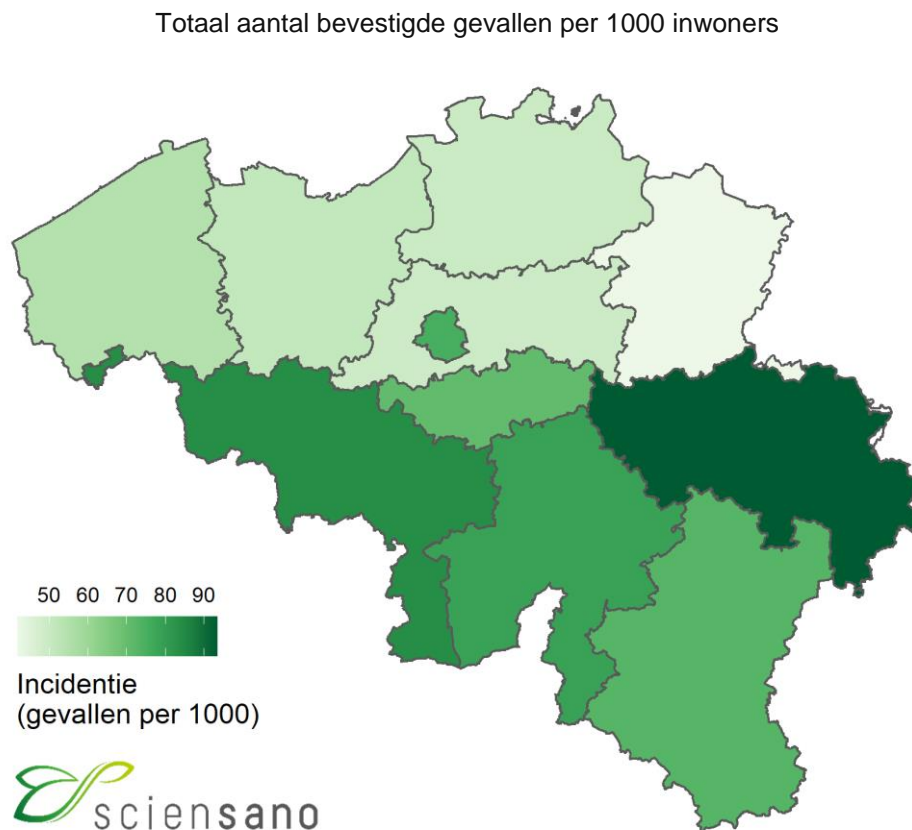 Totaal aantal bevestigde gevallen per 1000 inwoners
50 60 70 80 90
Incidentie
(gevallen per 1000)
sciensano